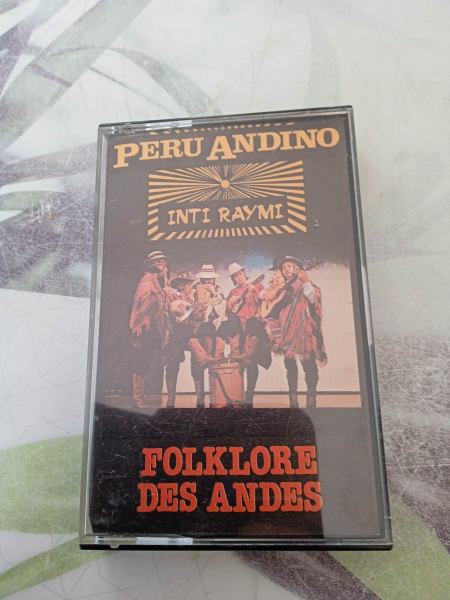 PERU ANDINO
INTI RAYMI
FOLKLORE
DES ANDES